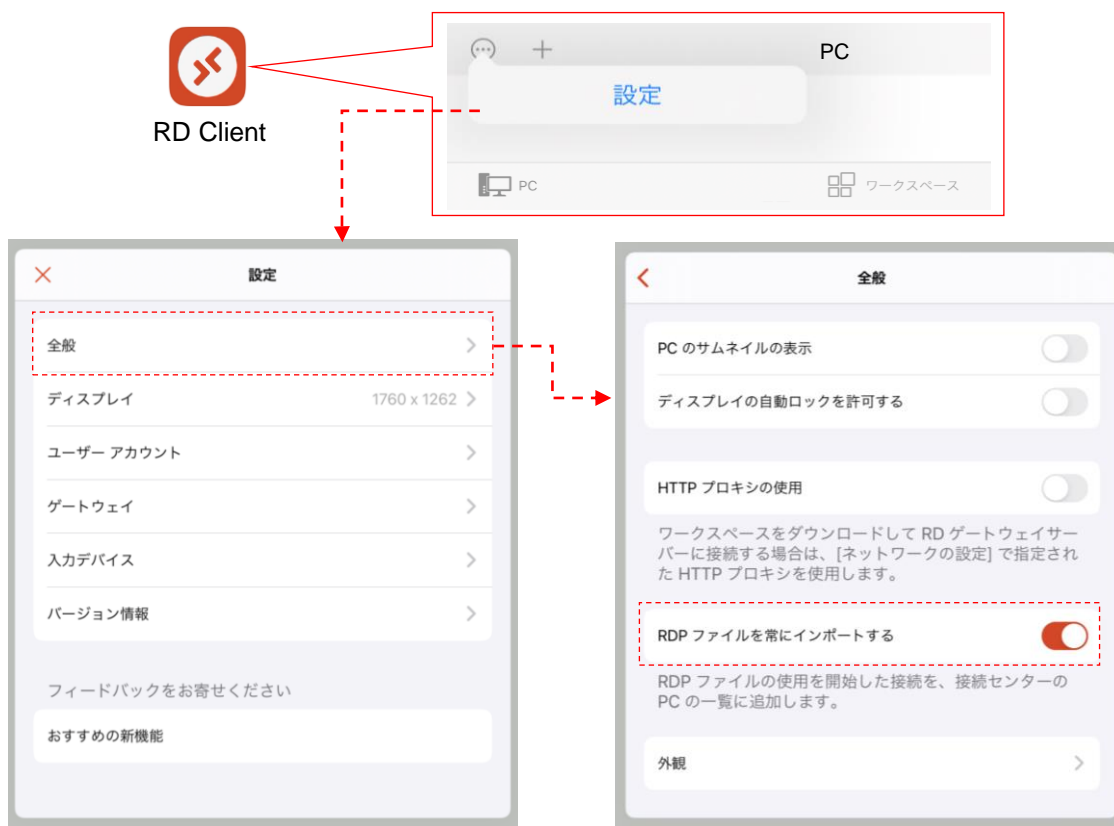 RD Client
PC
設定
PC
ワークスペース
設定
全般
ディスプレイ 1760 x 1262
ユーザー アカウント
ゲートウェイ
入力デバイス
バージョン情報
フィードバックをお寄せください
おすすめの新機能
全般
PC のサムネイルの表示
ディスプレイの自動ロックを許可する
HTTP プロキシの使用
ワークスペースをダウンロードして RD ゲートウェイサー
バーに接続する場合は、[ネットワークの設定] で指定され
た HTTP プロキシを使用します。
RDP ファイルを常にインポートする
RDP ファイルの使用を開始した接続を、接続センターの
PC の一覧に追加します。
外観